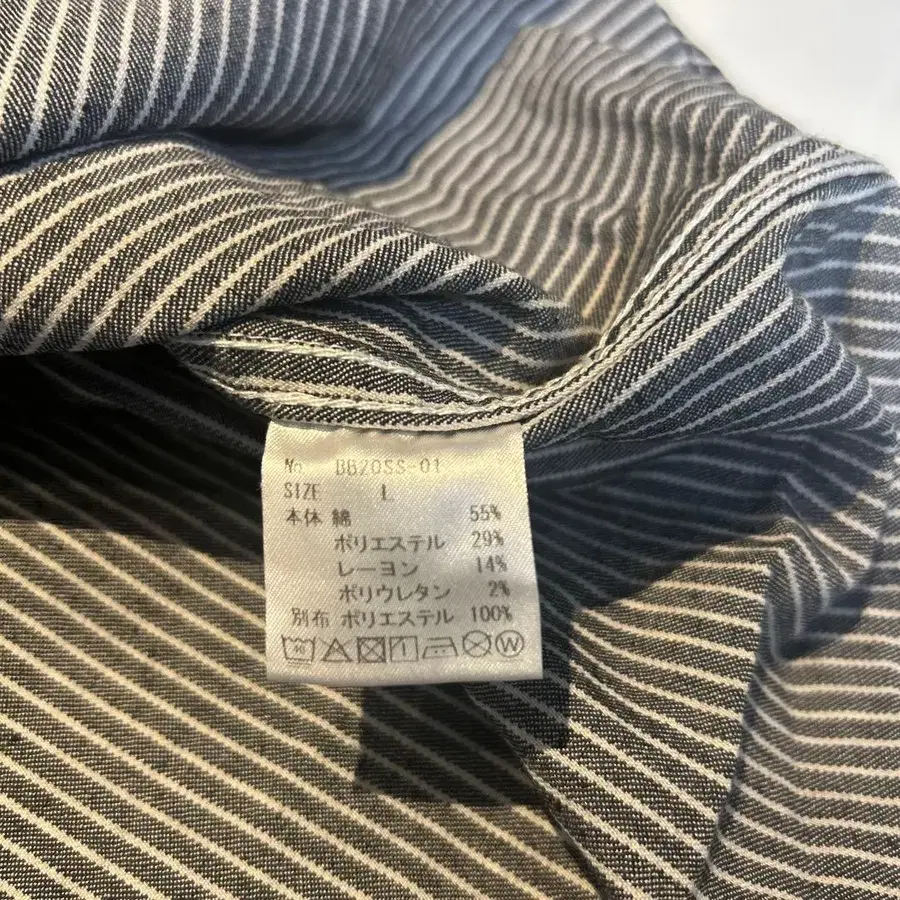 No. BB20SS-01
SIZE L
本体 綿 55%
ポリエステル 29%
レーヨン 14%
ポリウレタン 2%
別布 ポリエステル 100%
40 W